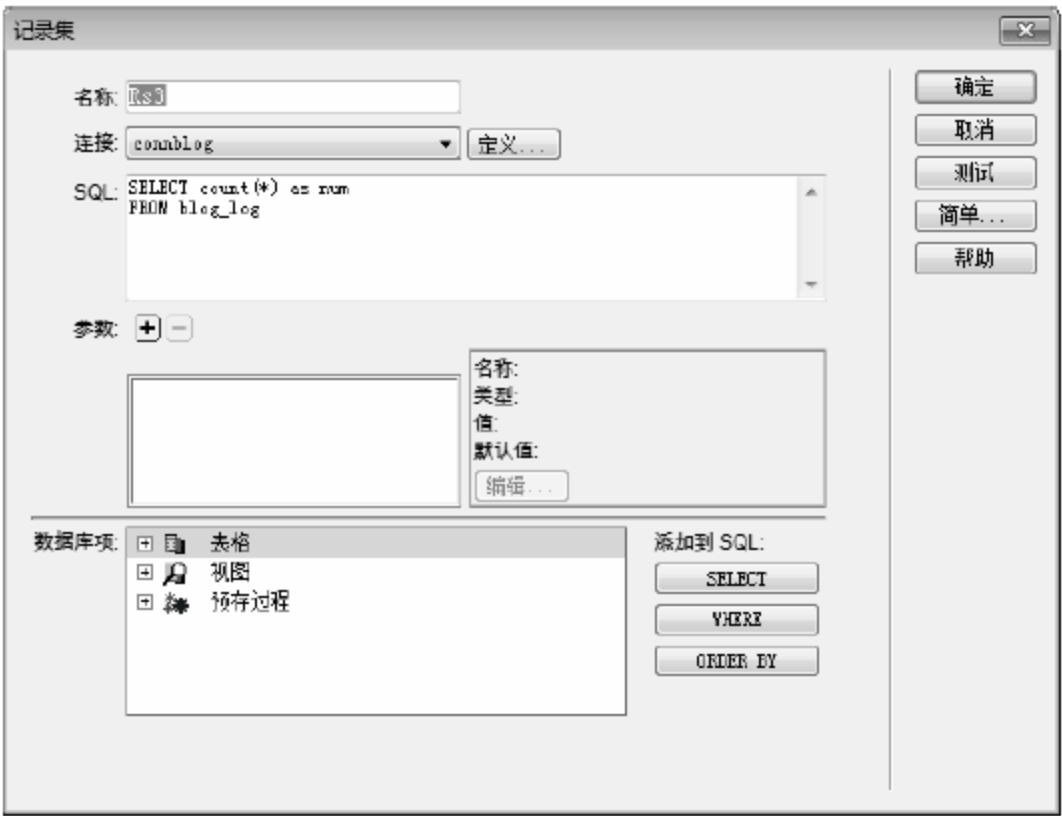 记录集
名称: Rs3
连接: connblog 定义...
SQL: SELECT count(*) as num
FROM blog_log
参数:
名称:
类型:
值:
默认值:
编辑...
数据库项:
表格
视图
预存过程
添加到 SQL:
SELECT
WHERE
ORDER BY
确定
取消
测试
简单...
帮助